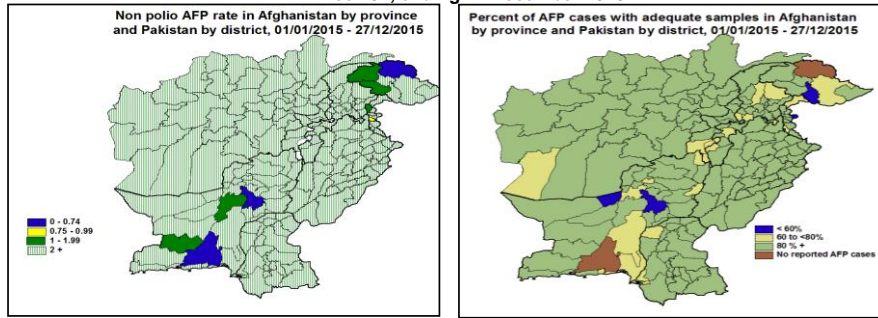 Non polio AFP rate in Afghanistan by province
and Pakistan by district, 01/01/2015 - 27/12/2015
0 - 0.74
0.75 - 0.99
1 - 1.99
2 +
Percent of AFP cases with adequate samples in Afghanistan
by province and Pakistan by district, 01/01/2015 - 27/12/2015
< 60%
60 to <80%
80 % +
No reported AFP cases